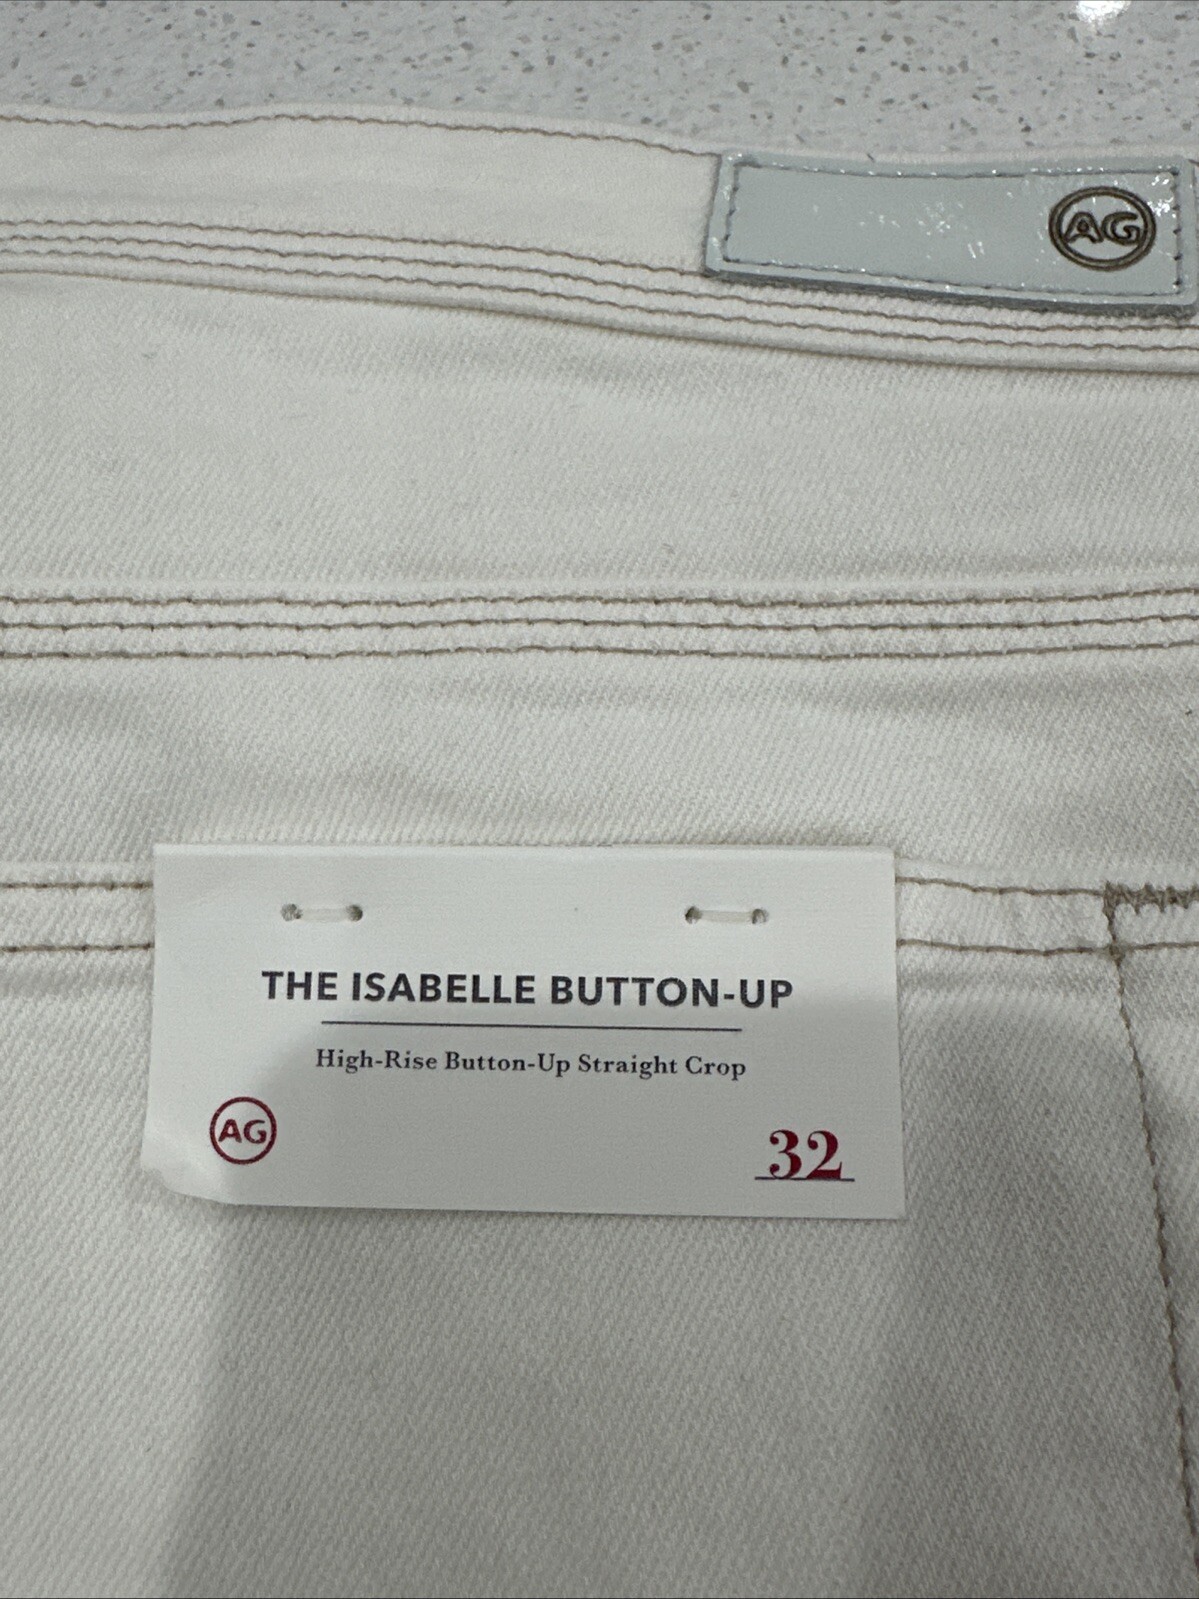 AG
THE ISABELLE BUTTON-UP
High-Rise Button-Up Straight Crop
AG
32